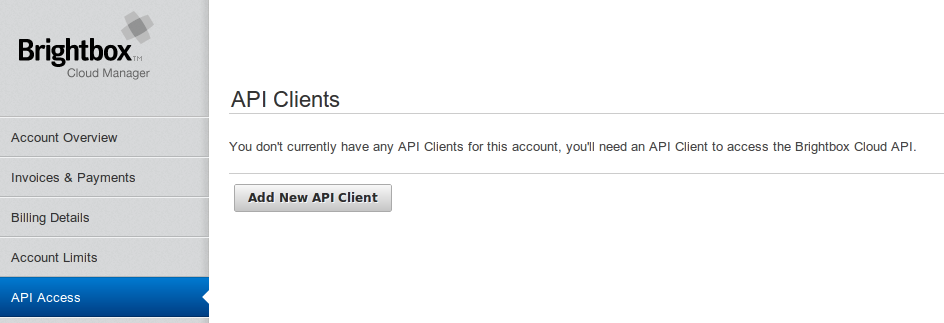 Brightbox™
Cloud Manager
Account Overview
Invoices & Payments
Billing Details
Account Limits
API Access
API Clients
You don't currently have any API Clients for this account, you'll need an API Client to access the Brightbox Cloud API.
Add New API Client